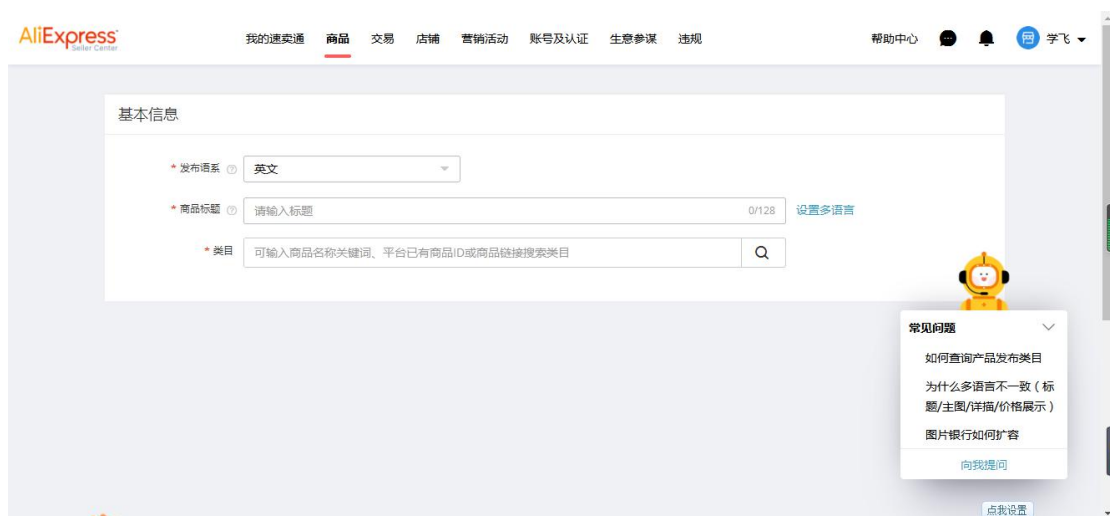 AliExpress
Seller Center
我的速卖通 商品 交易 店铺 营销活动 账号及认证 生意参谋 违规 帮助中心 学飞
基本信息
* 发布语系 英文
* 商品标题 请输入标题 0/128 设置多语言
* 类目 可输入商品名称关键词、平台已有商品ID或商品链接搜索类目
常见问题
如何查询产品发布类目
为什么多语言不一致（标
题/主图/详描/价格展示）
图片银行如何扩容
向我提问
点我设置